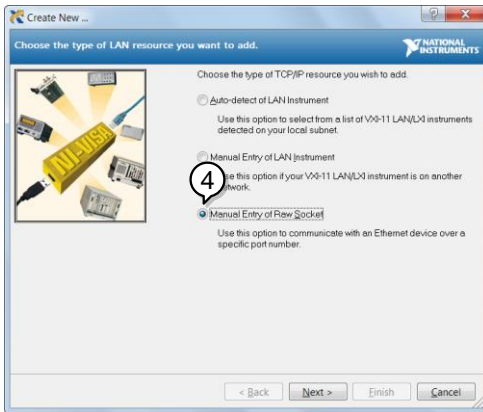 Create New ...
Choose the type of LAN resource you want to add.
NATIONAL
INSTRUMENTS
NI-VISA
Choose the type of TCP/IP resource you wish to add.
Auto-detect of LAN Instrument
Use this option to select from a list of VXI-11 LAN/LXI instruments
detected on your local subnet.
Manual Entry of LAN Instrument
this option if your VXI-11 LAN/LXI instrument is on another
4
Manual Entry of Raw Socket
Use this option to communicate with an Ethernet device over a
specific port number.
< Back
Next >
Finish
Cancel